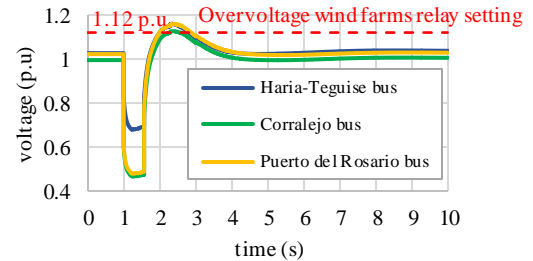 1.2
1.12 p.u.
Overvoltage wind farms relay setting
1
0.8
0.6
0.4
voltage (p.u)
Haria-Teguise bus
Corralejo bus
Puerto del Rosario bus
0 1 2 3 4 5 6 7 8 9 10
time (s)